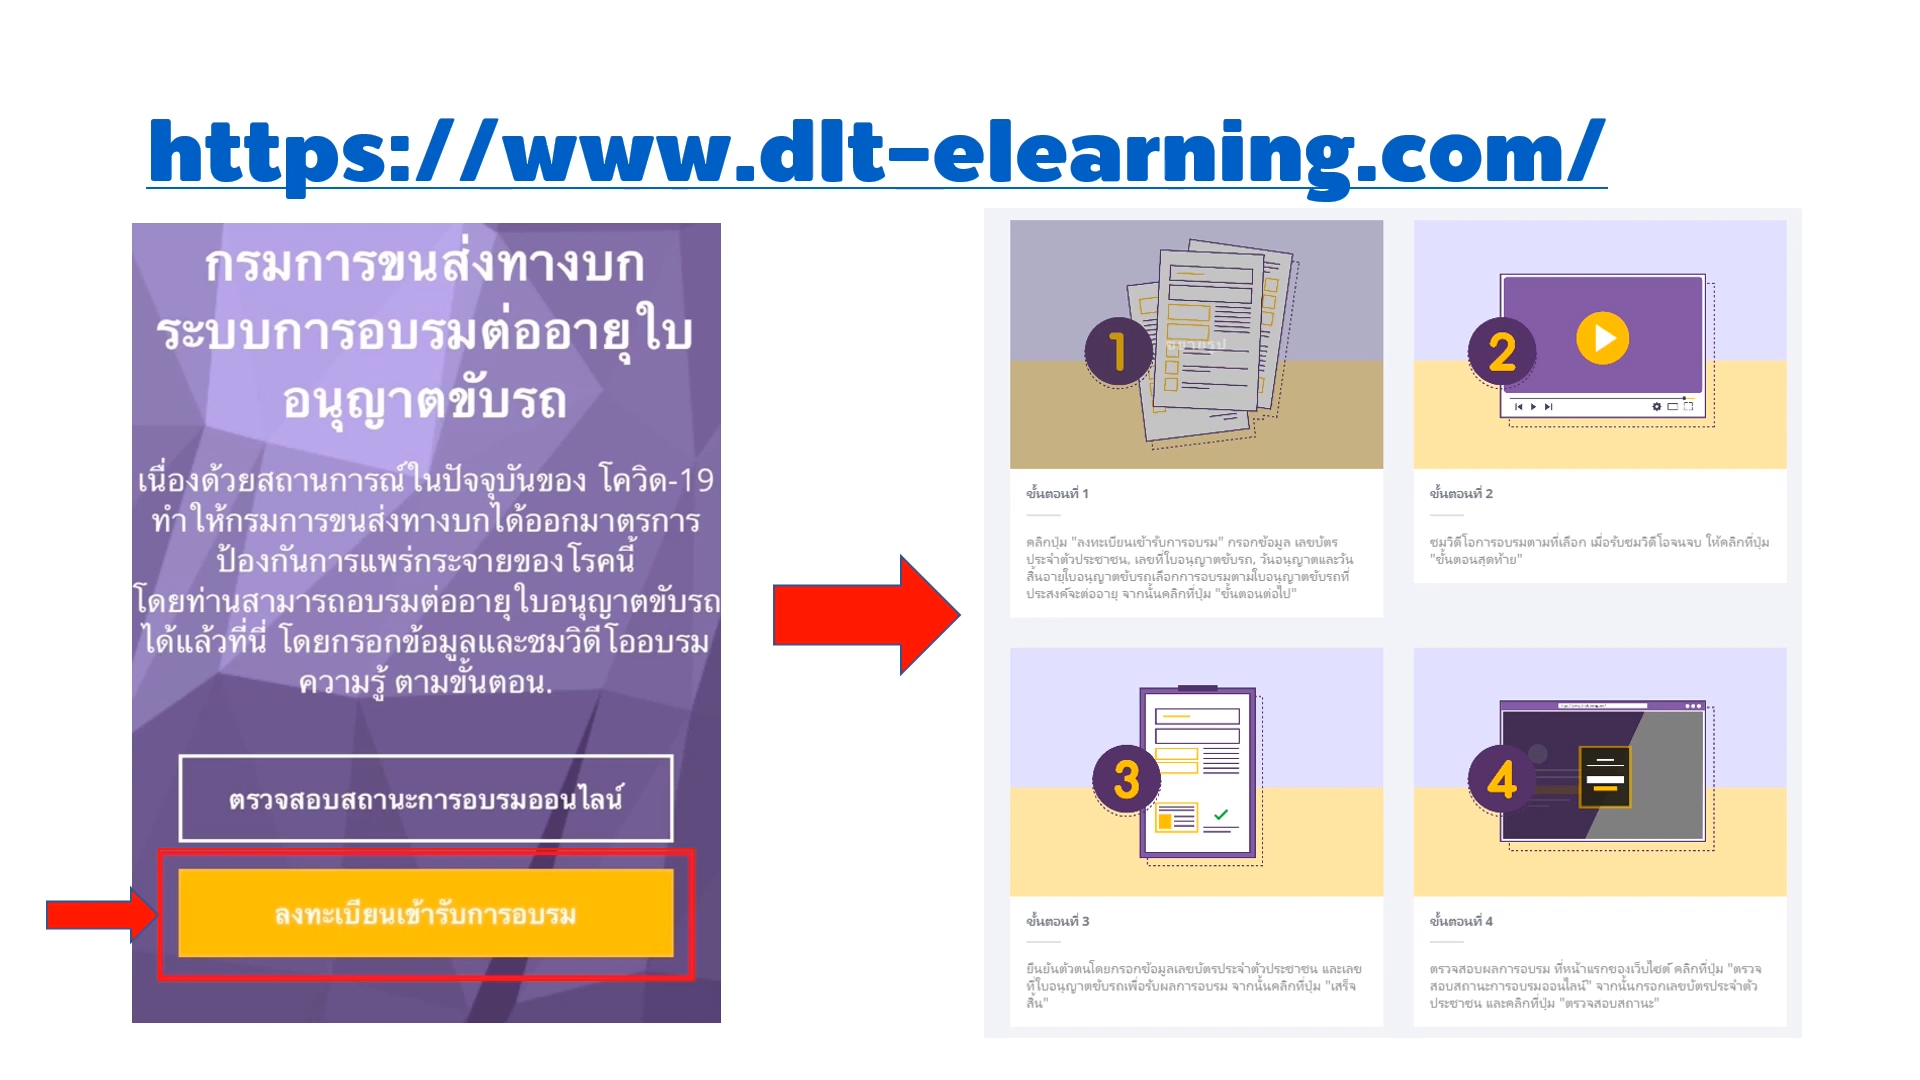 https://www.dlt-elearning.com/
กรมการขนส่งทางบก
ระบบการอบรมต่ออายุใบ
อนุญาตขับรถ
เนื่องด้วยสถานการณ์ในปัจจุบันของ โควิด-19
ทำให้กรมการขนส่งทางบกได้ออกมาตรการ
ป้องกันการแพร่กระจายของโรคนี้
โดยท่านสามารถอบรมต่ออายุใบอนุญาตขับรถ
ได้แล้วที่นี่ โดยกรอกข้อมูลและชมวิดีโออบรม
ความรู้ ตามขั้นตอน.
ตรวจสอบสถานะการอบรมออนไลน์
ลงทะเบียนเข้ารับการอบรม
1
ขั้นตอนที่ 1
คลิกปุ่ม "ลงทะเบียนเข้ารับการอบรม" กรอกข้อมูล เลขบัตร
ประจำตัวประชาชน, เลขที่ใบอนุญาตขับรถ, วันอนุญาตและวัน
สิ้นอายุใบอนุญาตขับรถเลือกการอบรมตามใบอนุญาตขับรถที่
ประสงค์จะต่ออายุ จากนั้นคลิกที่ปุ่ม "ขั้นตอนต่อไป"
2
ขั้นตอนที่ 2
ชมวิดีโอการอบรมตามที่เลือก เมื่อรับชมวิดีโอจนจบ ให้คลิกที่ปุ่ม
"ขั้นตอนสุดท้าย"
3
ขั้นตอนที่ 3
ยืนยันตัวตนโดยกรอกข้อมูลเลขบัตรประจำตัวประชาชน และเลข
ที่ใบอนุญาตขับรถเพื่อรับผลการอบรม จากนั้นคลิกที่ปุ่ม "เสร็จ
สิ้น"
4
ขั้นตอนที่ 4
ตรวจสอบผลการอบรม ที่หน้าแรกของเว็บไซต์ คลิกที่ปุ่ม "ตรวจ
สอบสถานะการอบรมออนไลน์" จากนั้นกรอกเลขบัตรประจำตัว
ประชาชน และคลิกที่ปุ่ม "ตรวจสอบสถานะ"